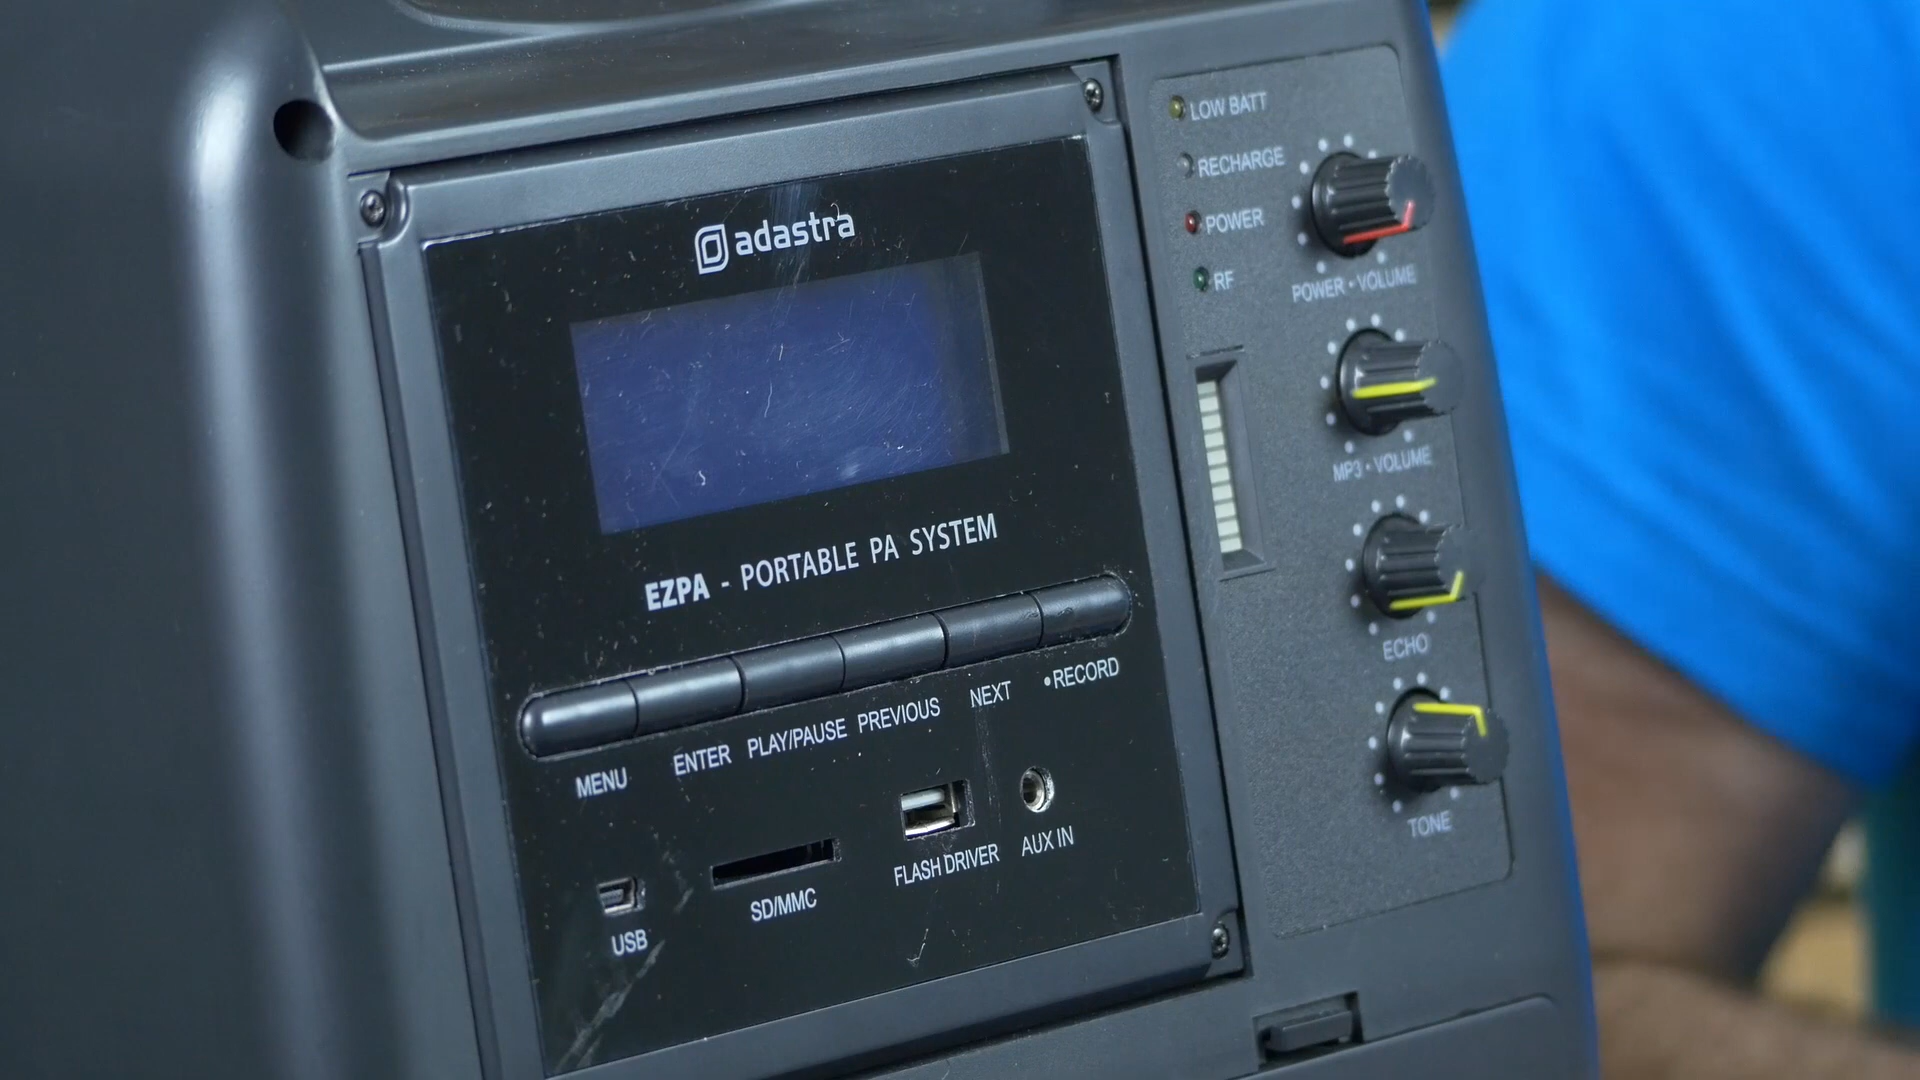 adastra
EZPA - PORTABLE PA SYSTEM
MENU ENTER PLAY/PAUSE PREVIOUS NEXT •RECORD
USB SD/MMC FLASH DRIVER AUX IN
LOW BATT
RECHARGE
POWER
RF
POWER • VOLUME
MP3 • VOLUME
ECHO
TONE